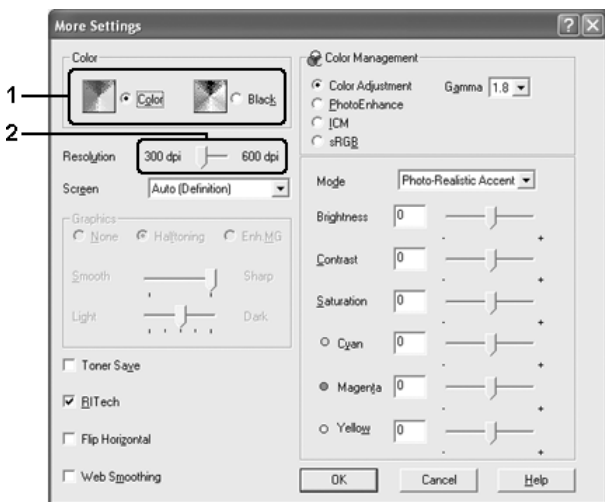 More Settings
Color
1
Color
Black
2
Resolution 300 dpi 600 dpi
Screen Auto (Definition)
Graphics
None Halftoning Enh.MG
Smooth Sharp
Light Dark
Toner Save
RITech
Flip Horizontal
Web Smoothing
Color Management
Color Adjustment Gamma 1.8
PhotoEnhance
ICM
sRGB
Mode Photo-Realistic Accent
Brightness 0
- +
Contrast 0
- +
Saturation 0
- +
Cyan 0
- +
Magenta 0
- +
Yellow 0
- +
OK Cancel Help